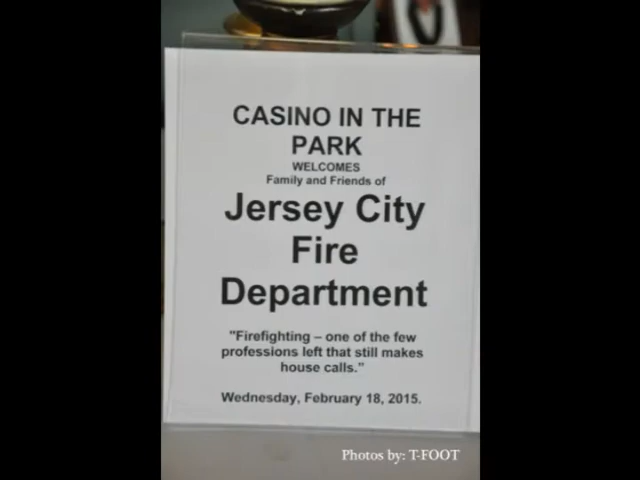 CASINO IN THE
PARK
WELCOMES
Family and Friends of
Jersey City
Fire
Department
"Firefighting – one of the few
professions left that still makes
house calls."
Wednesday, February 18, 2015.
Photos by: T-FOOT